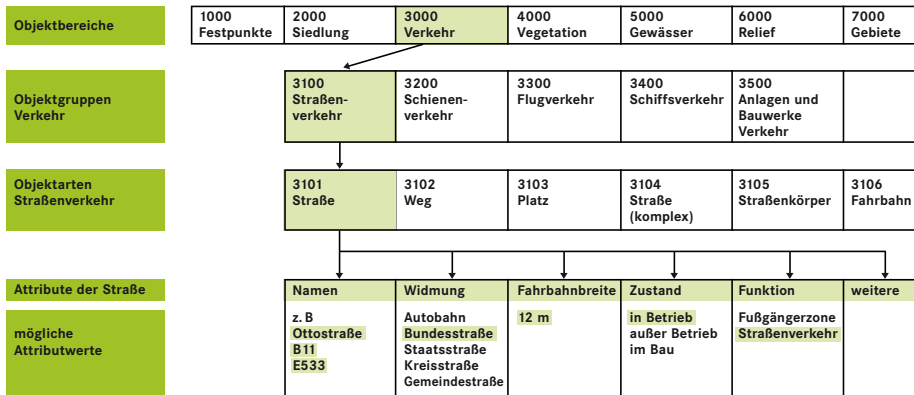 Objektbereiche
1000 2000 3000 4000 5000 6000 7000
Festpunkte Siedlung Verkehr Vegetation Gewässer Relief Gebiete
Objektgruppen
Verkehr
3100 3200 3300 3400 3500
Straßen- Schienen- Flugverkehr Schiffsverkehr Anlagen und
verkehr verkehr Bauwerke
Verkehr
Objektarten
Straßenverkehr
3101 3102 3103 3104 3105 3106
Straße Weg Platz Straße Straßenkörper Fahrbahn
(komplex)
Attribute der Straße Namen Widmung Fahrbahnbreite Zustand Funktion weitere
mögliche
Attributwerte
z. B Autobahn 12 m in Betrieb Fußgängerzone
Ottostraße Bundesstraße außer Betrieb Straßenverkehr
B11 Staatsstraße im Bau
E533 Kreisstraße
Gemeindestraße